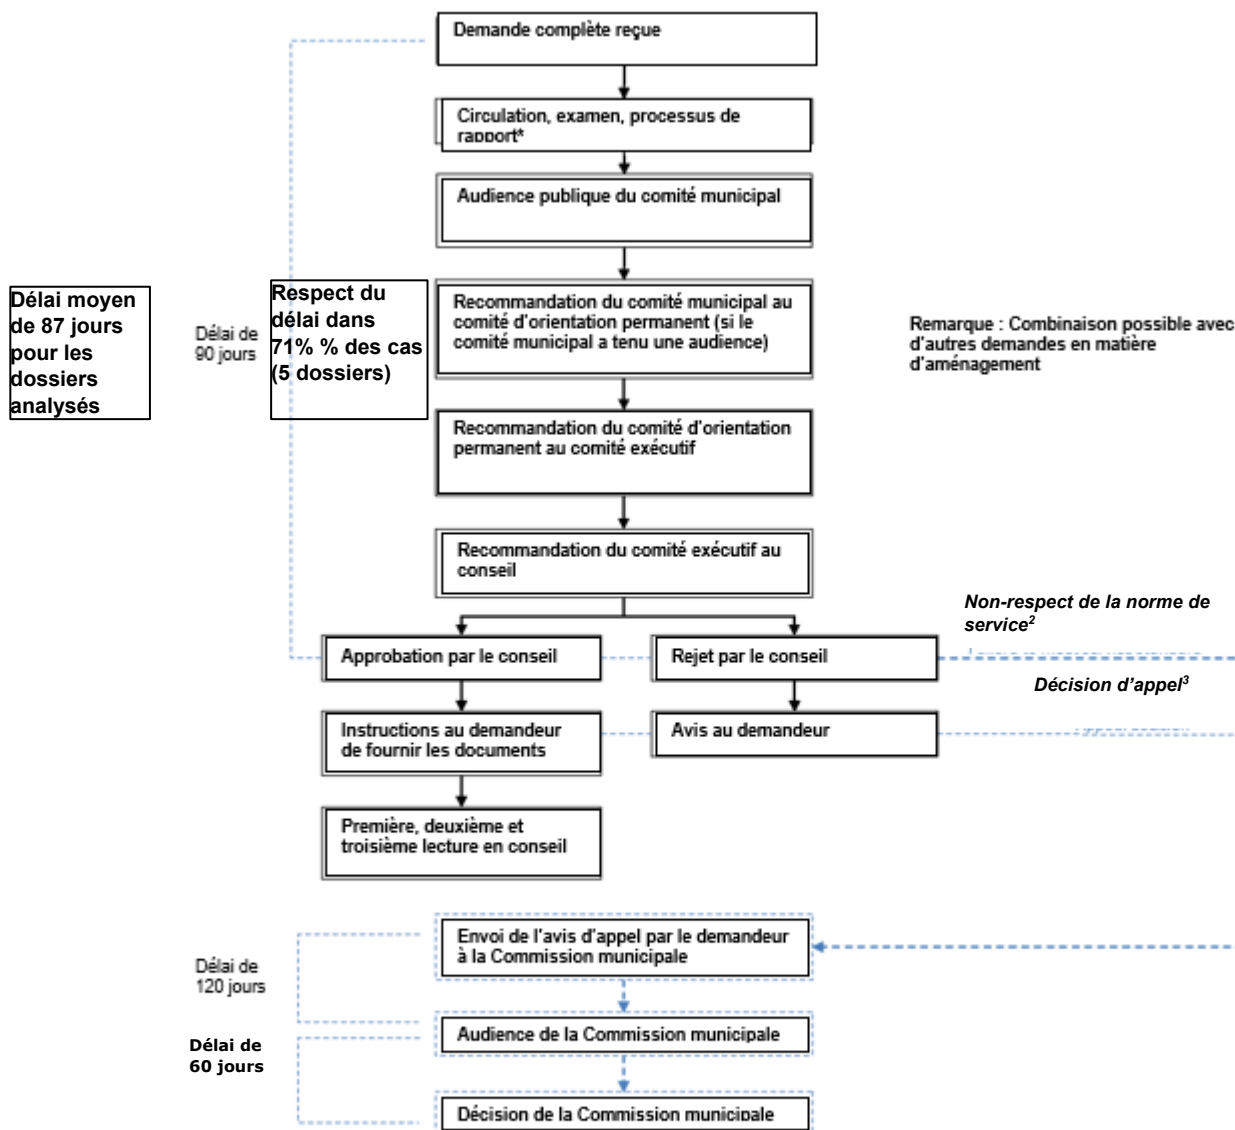 Demande complète reçue
Circulation, examen, processus de
rapport*
Audience publique du comité municipal
Délai moyen
de 87 jours
pour les
dossiers
analysés
Délai de
90 jours
Respect du
délai dans
71% % des cas
(5 dossiers)
Recommandation du comité municipal au
comité d'orientation permanent (si le
comité municipal a tenu une audience)
Remarque : Combinaison possible avec
d'autres demandes en matière
d'aménagement
Recommandation du comité d'orientation
permanent au comité exécutif
Recommandation du comité exécutif au
conseil
Non-respect de la norme de
service²
Approbation par le conseil
Rejet par le conseil
Décision d'appel³
Instructions au demandeur
de fournir les documents
Avis au demandeur
Première, deuxième et
troisième lecture en conseil
Envoi de l'avis d'appel par le demandeur
à la Commission municipale
Délai de
120 jours
Audience de la Commission municipale
Délai de
60 jours
Décision de la Commission municipale